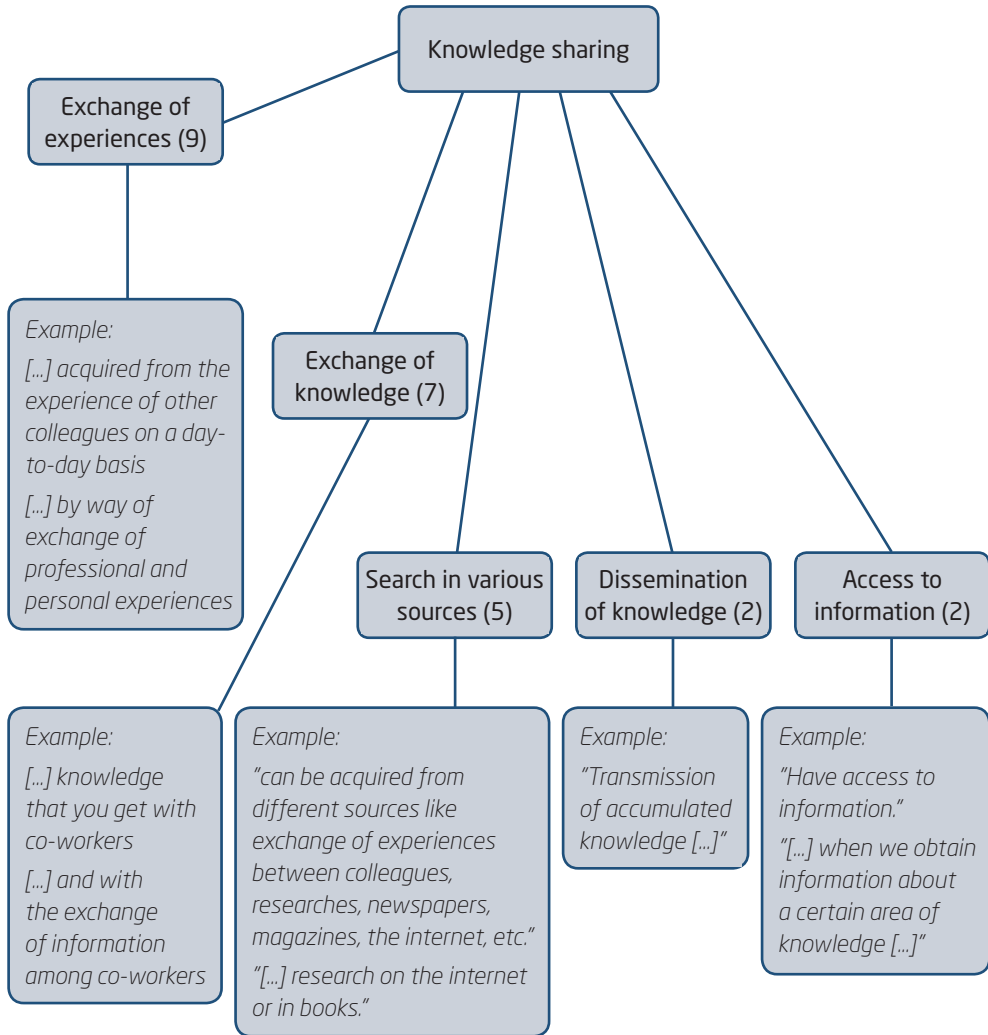 Knowledge sharing
Exchange of
experiences (9)
Example:
[...] acquired from the
experience of other
colleagues on a day-
to-day basis
[...] by way of
exchange of
professional and
personal experiences
Exchange of
knowledge (7)
Search in various
sources (5)
Dissemination
of knowledge (2)
Access to
information (2)
Example:
[...] knowledge
that you get with
co-workers
[...] and with
the exchange
of information
among co-workers
Example:
"can be acquired from
different sources like
exchange of experiences
between colleagues,
researches, newspapers,
magazines, the internet, etc."
"[...] research on the internet
or in books."
Example:
"Transmission
of accumulated
knowledge [...]"
Example:
"Have access to
information."
"[...] when we obtain
information about
a certain area of
knowledge [...]"